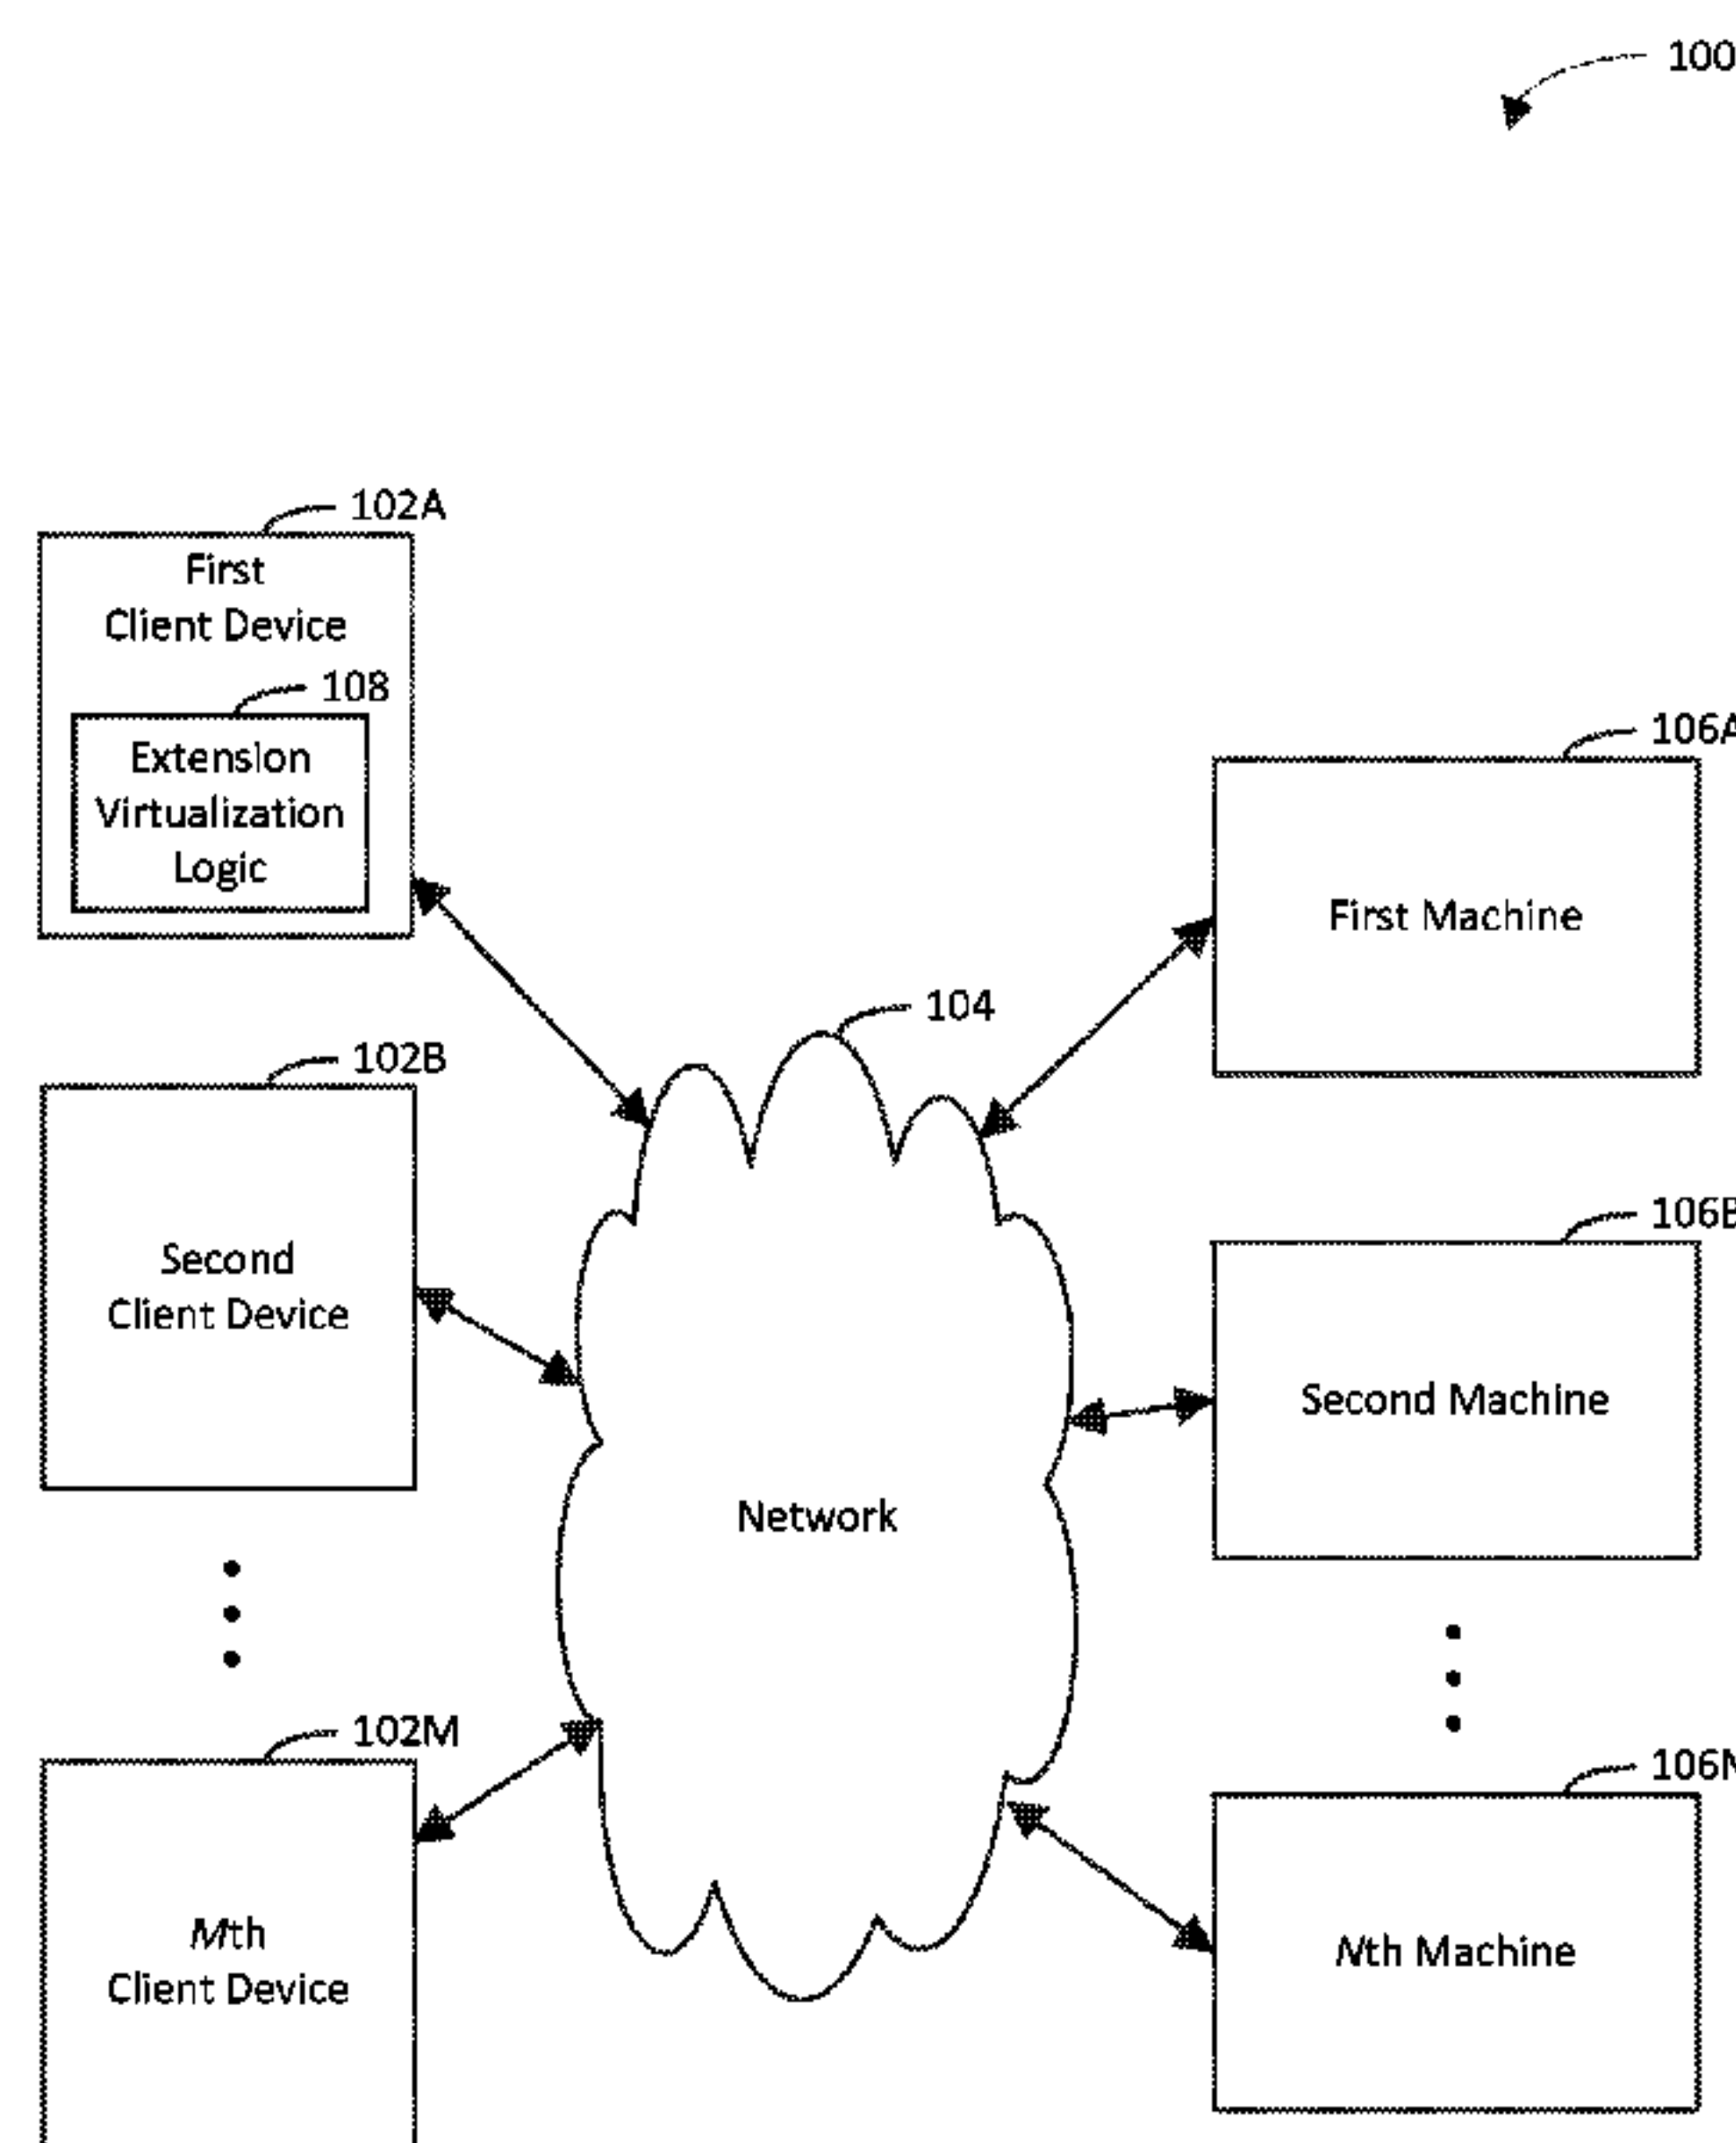 100
102A
First
Client Device
108
Extension
Virtualization
Logic
106A
First Machine
104
102B
Second
Client Device
106B
Second Machine
Network
102M
Mth
Client Device
106N
Nth Machine